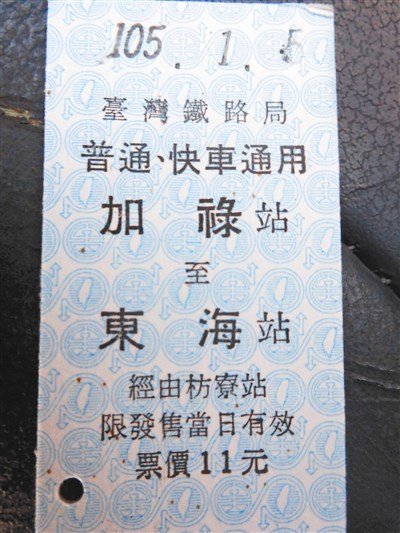 105.1.5
臺灣鐵路局
普通、快車通用
加祿站
至
東海站
經由枋寮站
限發售當日有效
票價11元